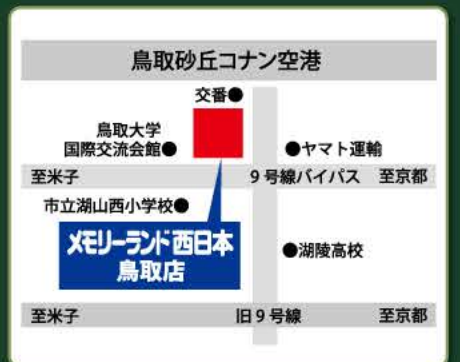 鳥取砂丘コナン空港
交番●
鳥取大学
国際交流会館●
●ヤマト運輸
至米子
9号線バイパス
至京都
市立湖山西小学校●
メモリーランド西日本
鳥取店
●湖陵高校
至米子
旧9号線
至京都